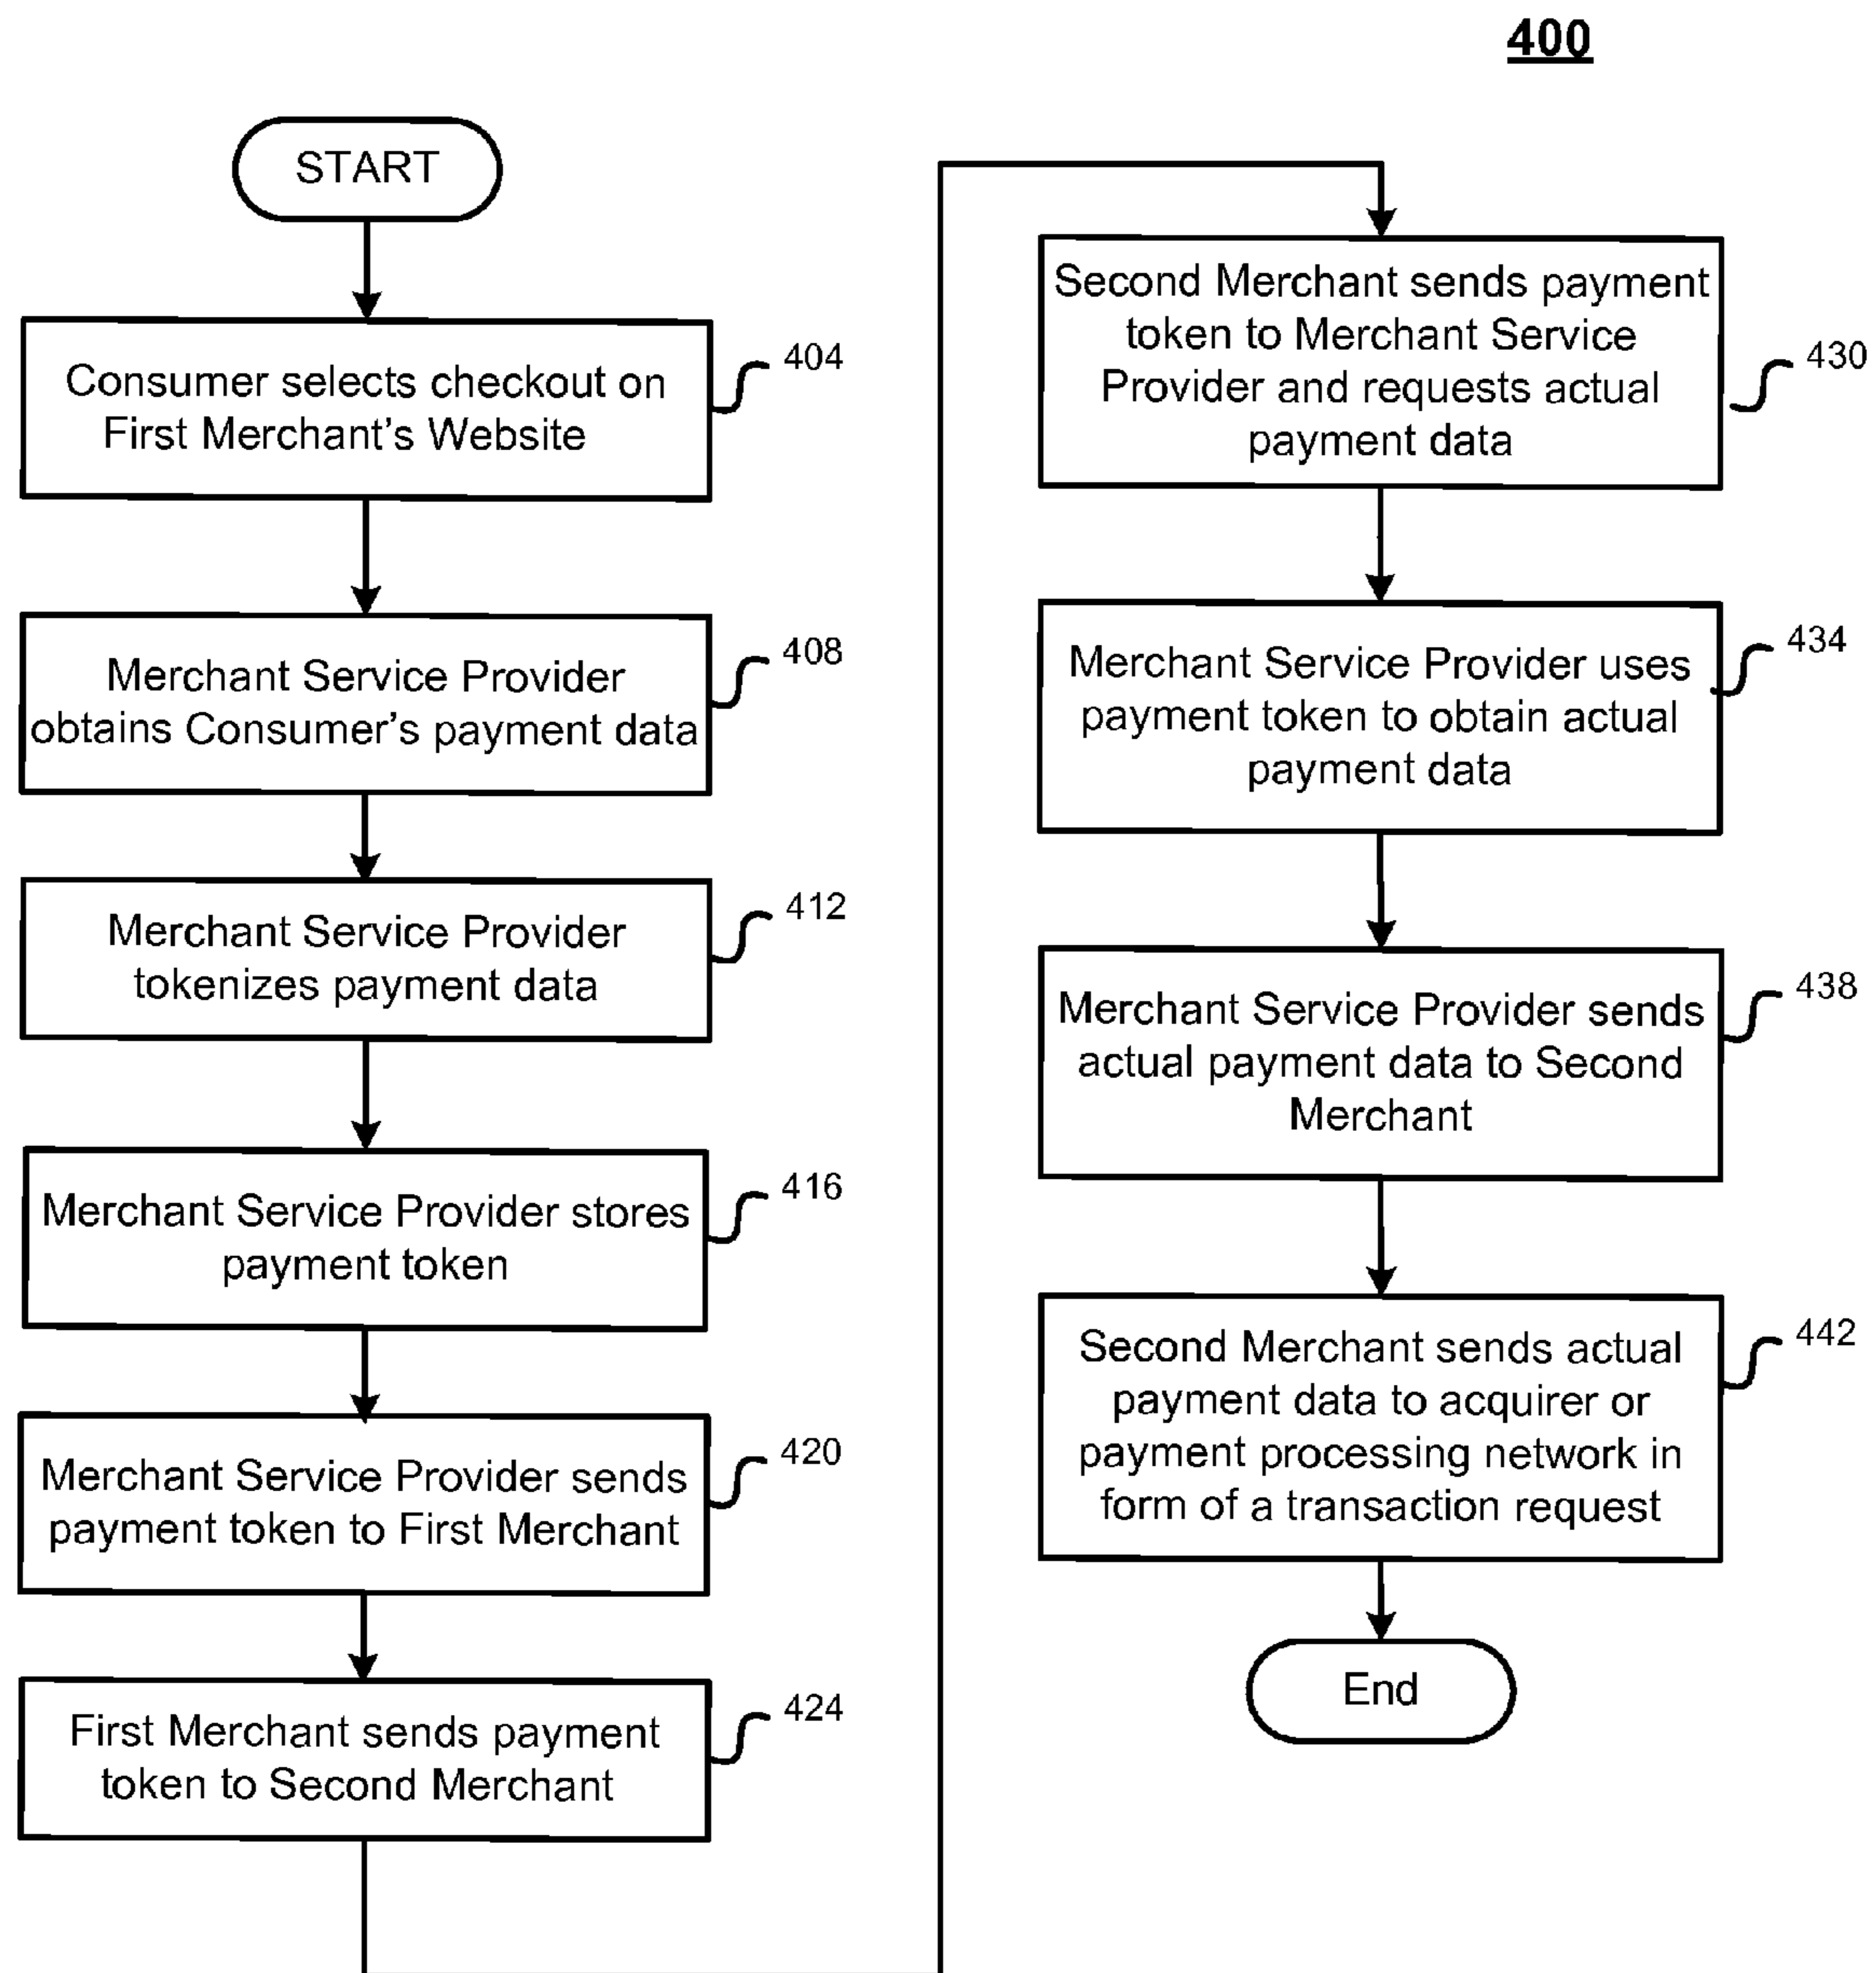 400
START
Consumer selects checkout on
First Merchant's Website
404
Merchant Service Provider
obtains Consumer's payment data
408
Merchant Service Provider
tokenizes payment data
412
Merchant Service Provider stores
payment token
416
Merchant Service Provider sends
payment token to First Merchant
420
First Merchant sends payment
token to Second Merchant
424
Second Merchant sends payment
token to Merchant Service
Provider and requests actual
payment data
430
Merchant Service Provider uses
payment token to obtain actual
payment data
434
Merchant Service Provider sends
actual payment data to Second
Merchant
438
Second Merchant sends actual
payment data to acquirer or
payment processing network in
form of a transaction request
442
End